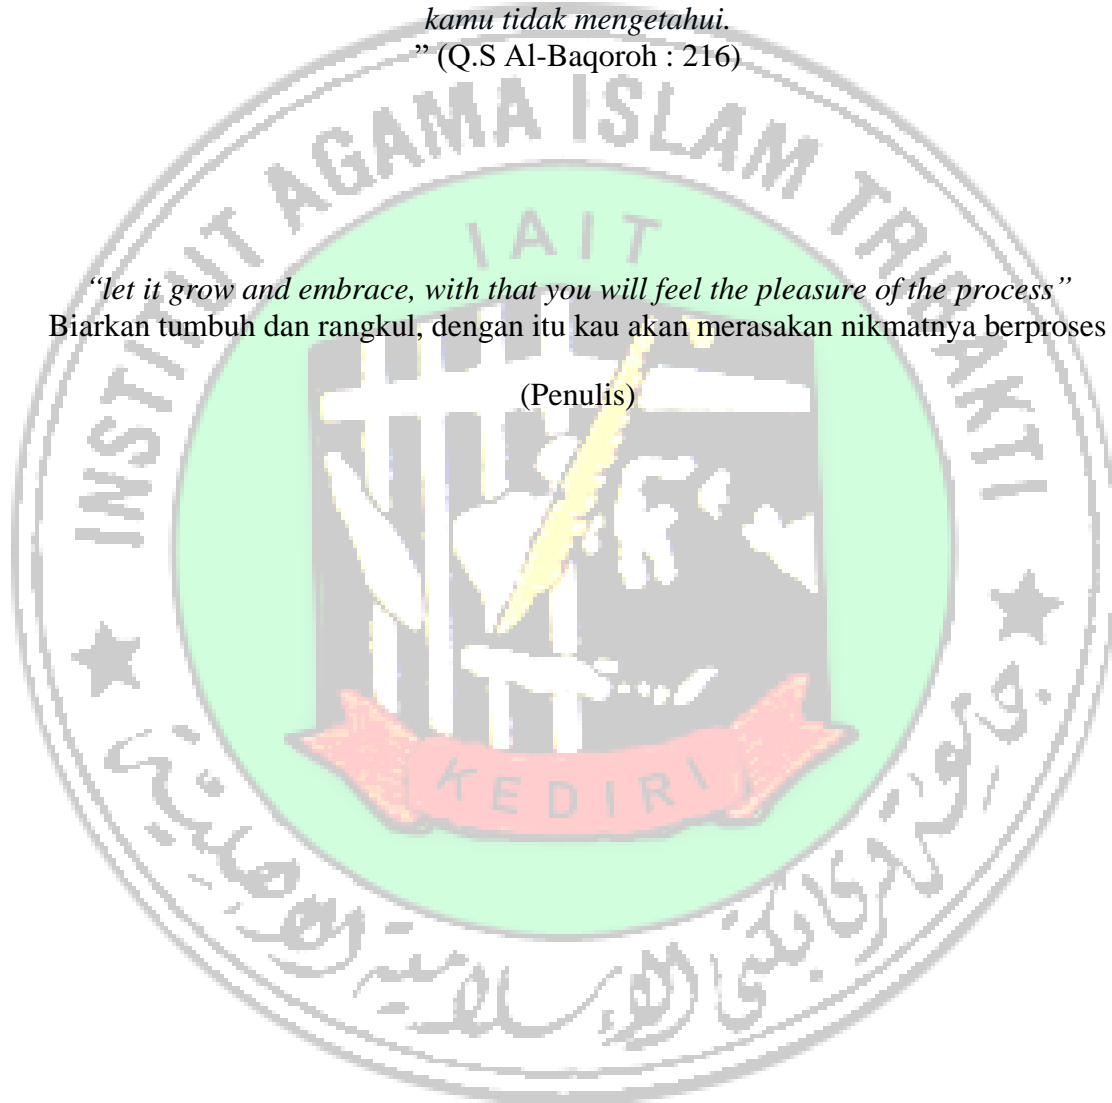 kamu tidak mengetahui.
” (Q.S Al-Baqoroh : 216)
INSTITUT AGAMA ISLAM TRIBAKTI
IAIT
“let it grow and embrace, with that you will feel the pleasure of the process”
Biarkan tumbuh dan rangkul, dengan itu kau akan merasakan nikmatnya berproses
(Penulis)
KEDIRI